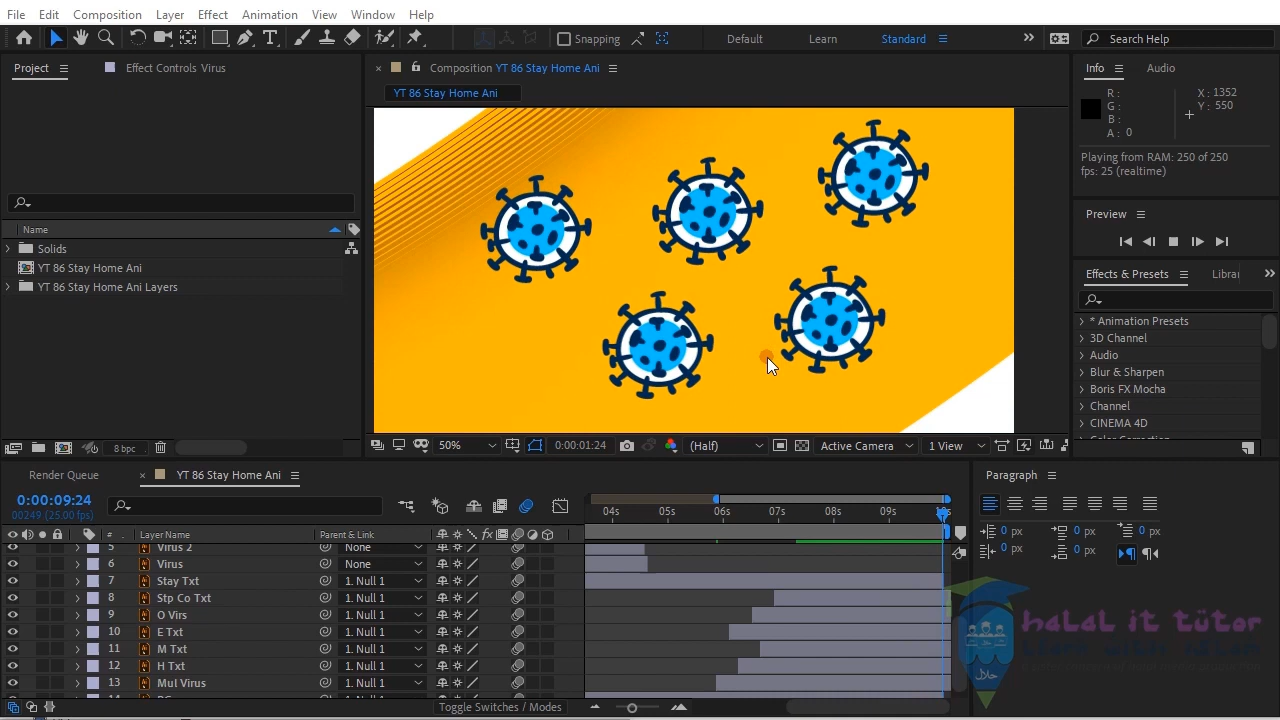 File Edit Composition Layer Effect Animation View Window Help
Snapping
Default Learn Standard
Search Help
Project
Effect Controls Virus
Composition YT 86 Stay Home Ani
Info Audio
YT 86 Stay Home Ani
R :
G :
B :
A : 0
X : 1352
Y : 550
Playing from RAM: 250 of 250
fps: 25 (realtime)
Preview
Name
Solids
YT 86 Stay Home Ani
YT 86 Stay Home Ani Layers
Effects & Presets
Librai
* Animation Presets
3D Channel
Audio
Blur & Sharpen
Boris FX Mocha
Channel
CINEMA 4D
8 bpc
50%
0:00:01:24
(Half)
Active Camera
1 View
Render Queue
YT 86 Stay Home Ani
Paragraph
0:00:09:24
00249 (25.00 fps)
04s 05s 06s 07s 08s 09s
# Layer Name Parent & Link
5 Virus 2 None
6 Virus None
7 Stay Txt 1. Null 1
8 Stp Co Txt 1. Null 1
9 O Virs 1. Null 1
10 E Txt 1. Null 1
11 M Txt 1. Null 1
12 H Txt 1. Null 1
13 Mul Virus 1. Null 1
0 px 0 px 0 px
0 px 0 px
Toggle Switches / Modes
halal it tutor
learn with islam
حلال